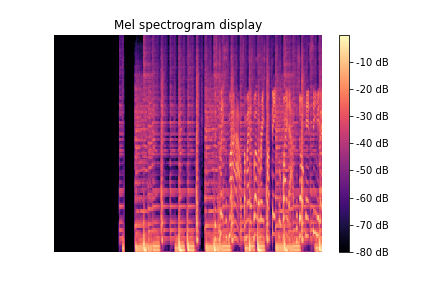 Mel spectrogram display
-10 dB
-20 dB
-30 dB
-40 dB
-50 dB
-60 dB
-70 dB
-80 dB